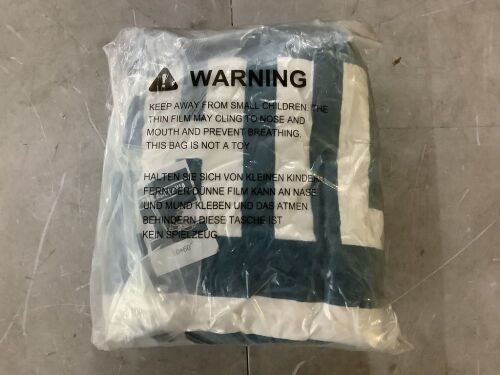 WARNING
KEEP AWAY FROM SMALL CHILDREN. THE
THIN FILM MAY CLING TO NOSE AND
MOUTH AND PREVENT BREATHING.
THIS BAG IS NOT A TOY.
HALTEN SIE SICH VON KLEINEN KINDERN
FERN DER DÜNNE FILM KANN AN NASE
UND MUND KLEBEN UND DAS ATMEN
BEHINDERN DIESE TASCHE IST
KEIN SPIELZEUG